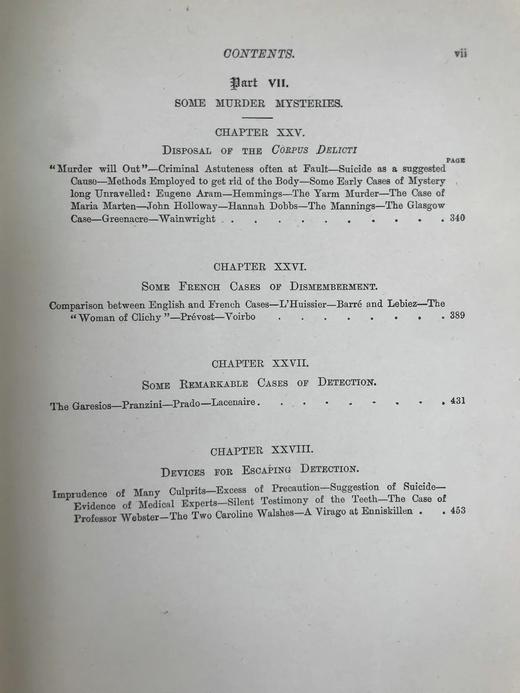 CONTENTS. vii
Part VII.
SOME MURDER MYSTERIES.
CHAPTER XXV.
DISPOSAL OF THE CORPUS DELICTI
PAGE
"Murder will Out"—Criminal Astuteness often at Fault—Suicide as a suggested
Cause—Methods Employed to get rid of the Body—Some Early Cases of Mystery
long Unravelled: Eugene Aram—Hemmings—The Yarm Murder—The Case of
Maria Marten—John Holloway—Hannah Dobbs—The Mannings—The Glasgow
Case—Greenacre—Wainwright . . . . . . . . . . 340
CHAPTER XXVI.
SOME FRENCH CASES OF DISMEMBERMENT.
Comparison between English and French Cases—L'Huissier—Barré and Lebiez—The
"Woman of Clichy"—Prévost—Voirbo . . . . . . . . 389
CHAPTER XXVII.
SOME REMARKABLE CASES OF DETECTION.
The Garesios—Pranzini—Prado—Lacenaire . . . . . . . . 431
CHAPTER XXVIII.
DEVICES FOR ESCAPING DETECTION.
Imprudence of Many Culprits—Excess of Precaution—Suggestion of Suicide—
Evidence of Medical Experts—Silent Testimony of the Teeth—The Case of
Professor Webster—The Two Caroline Walshes—A Virago at Enniskillen . . 453